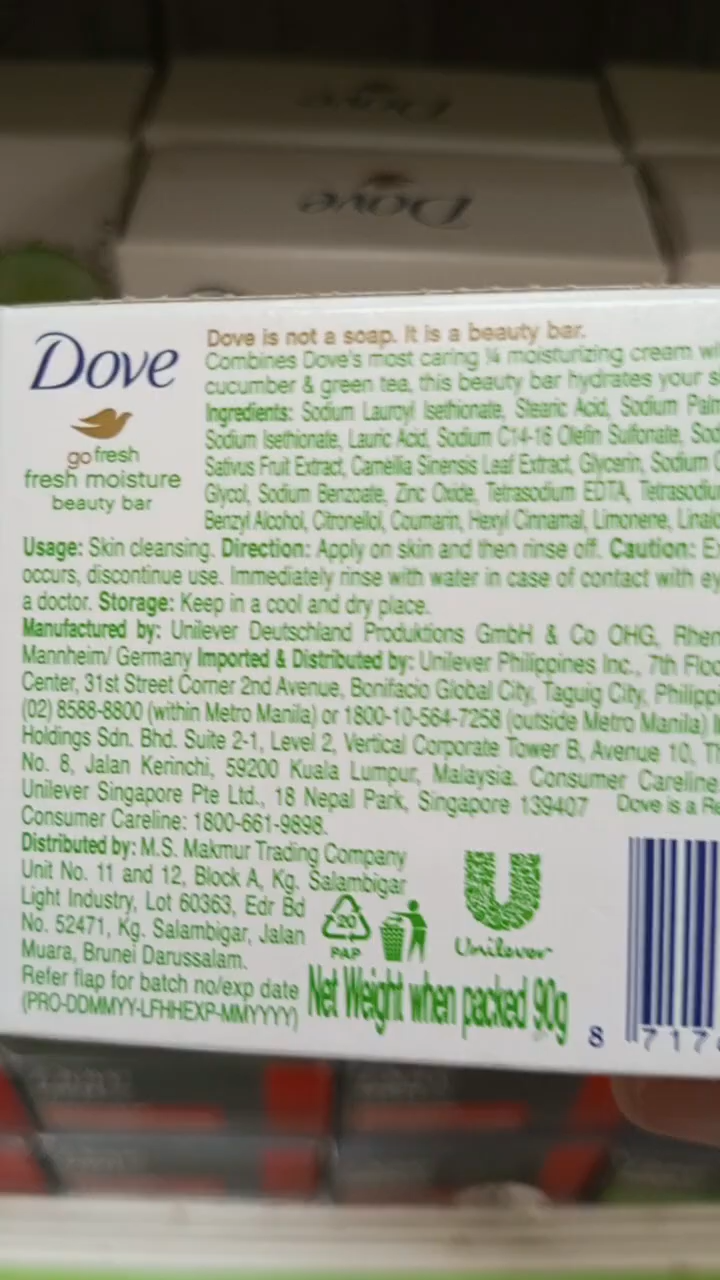 Dove
Dove
Dove
go fresh
fresh moisture
beauty bar
Dove is not a soap. It is a beauty bar.
Combines Dove's most caring ¼ moisturizing cream
cucumber & green tea, this beauty bar hydrates your
Ingredients: Sodium Lauroyl Isethionate, Stearic Acid, Sodium
Sodium Isethionate, Lauric Acid, Sodium C14-16 Olefin Sulfonate,
Sativus Fruit Extract, Camellia Sinensis Leaf Extract, Glycerin, Sodium
Glycol, Sodium Benzoate, Zinc Oxide, Tetrasodium EDTA,
Benzyl Alcohol, Citronellol, Coumarin, Hexyl Cinnamal, Limonene,
Usage: Skin cleansing. Direction: Apply on skin and then rinse off. Caution:
occurs, discontinue use. Immediately rinse with water in case of contact with
a doctor. Storage: Keep in a cool and dry place.
Manufactured by: Unilever Deutschland Produktions GmbH & Co OHG,
Mannheim/ Germany Imported & Distributed by: Unilever Philippines Inc., 7th
Center, 31st Street Corner 2nd Avenue, Bonifacio Global City, Taguig City,
(02) 8588-8800 (within Metro Manila) or 1800-10-564-7258 (outside Metro Manila)
Holdings Sdn. Bhd. Suite 2-1, Level 2, Vertical Corporate Tower B, Avenue 10,
No. 8, Jalan Kerinchi, 59200 Kuala Lumpur, Malaysia. Consumer Careline
Unilever Singapore Pte Ltd., 18 Nepal Park, Singapore 139407 Dove is a
Consumer Careline: 1800-661-9898.
Distributed by: M.S. Makmur Trading Company
Unit No. 11 and 12, Block A, Kg. Salambigar
Light Industry, Lot 60363, Edr Bd
No. 52471, Kg. Salambigar, Jalan
Muara, Brunei Darussalam.
Refer flap for batch no/exp date
(PRO-DDMMYY-LFHHEXP-MMYYYY)
20
PAP
Unilever
Net Weight when packed 90g
8 717